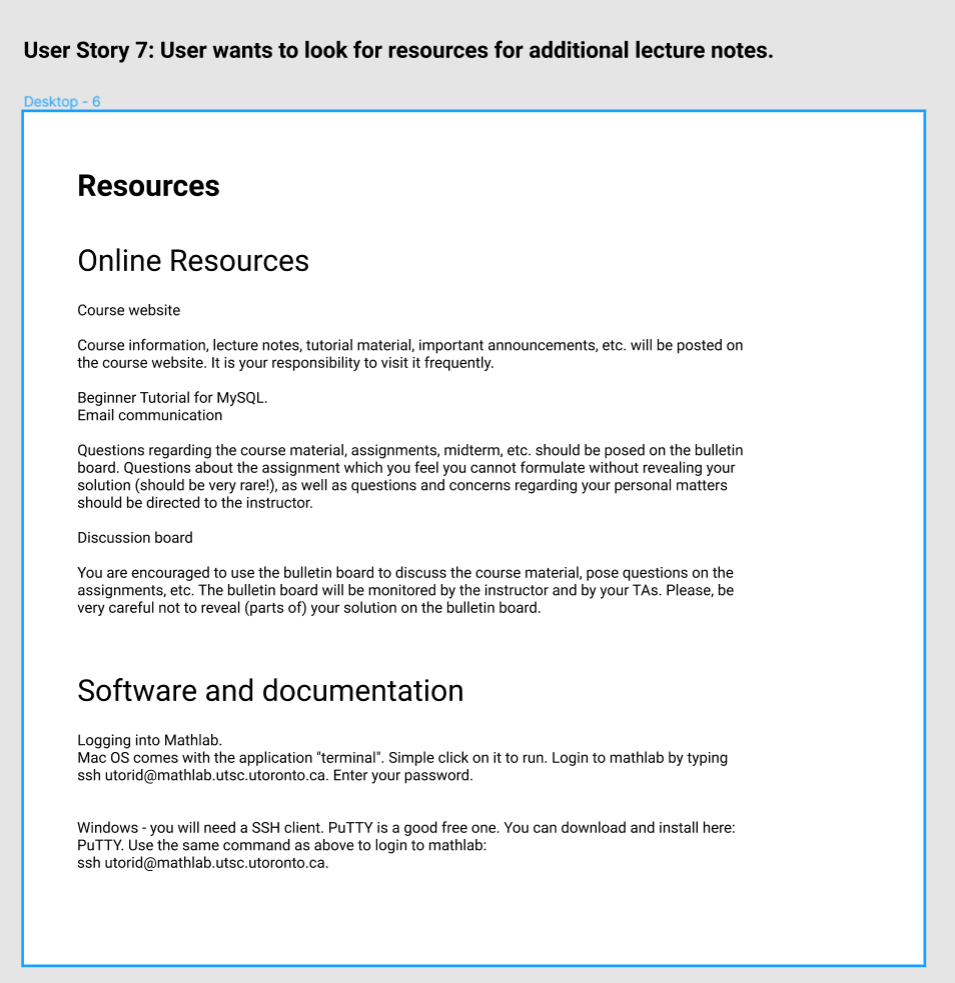 User Story 7: User wants to look for resources for additional lecture notes.
Desktop - 6
Resources
Online Resources
Course website
Course information, lecture notes, tutorial material, important announcements, etc. will be posted on
the course website. It is your responsibility to visit it frequently.
Beginner Tutorial for MySQL.
Email communication
Questions regarding the course material, assignments, midterm, etc. should be posed on the bulletin
board. Questions about the assignment which you feel you cannot formulate without revealing your
solution (should be very rare!), as well as questions and concerns regarding your personal matters
should be directed to the instructor.
Discussion board
You are encouraged to use the bulletin board to discuss the course material, pose questions on the
assignments, etc. The bulletin board will be monitored by the instructor and by your TAs. Please, be
very careful not to reveal (parts of) your solution on the bulletin board.
Software and documentation
Logging into Mathlab.
Mac OS comes with the application "terminal". Simple click on it to run. Login to mathlab by typing
ssh utorid@mathlab.utsc.utoronto.ca. Enter your password.
Windows - you will need a SSH client. PuTTY is a good free one. You can download and install here:
PuTTY. Use the same command as above to login to mathlab:
ssh utorid@mathlab.utsc.utoronto.ca.